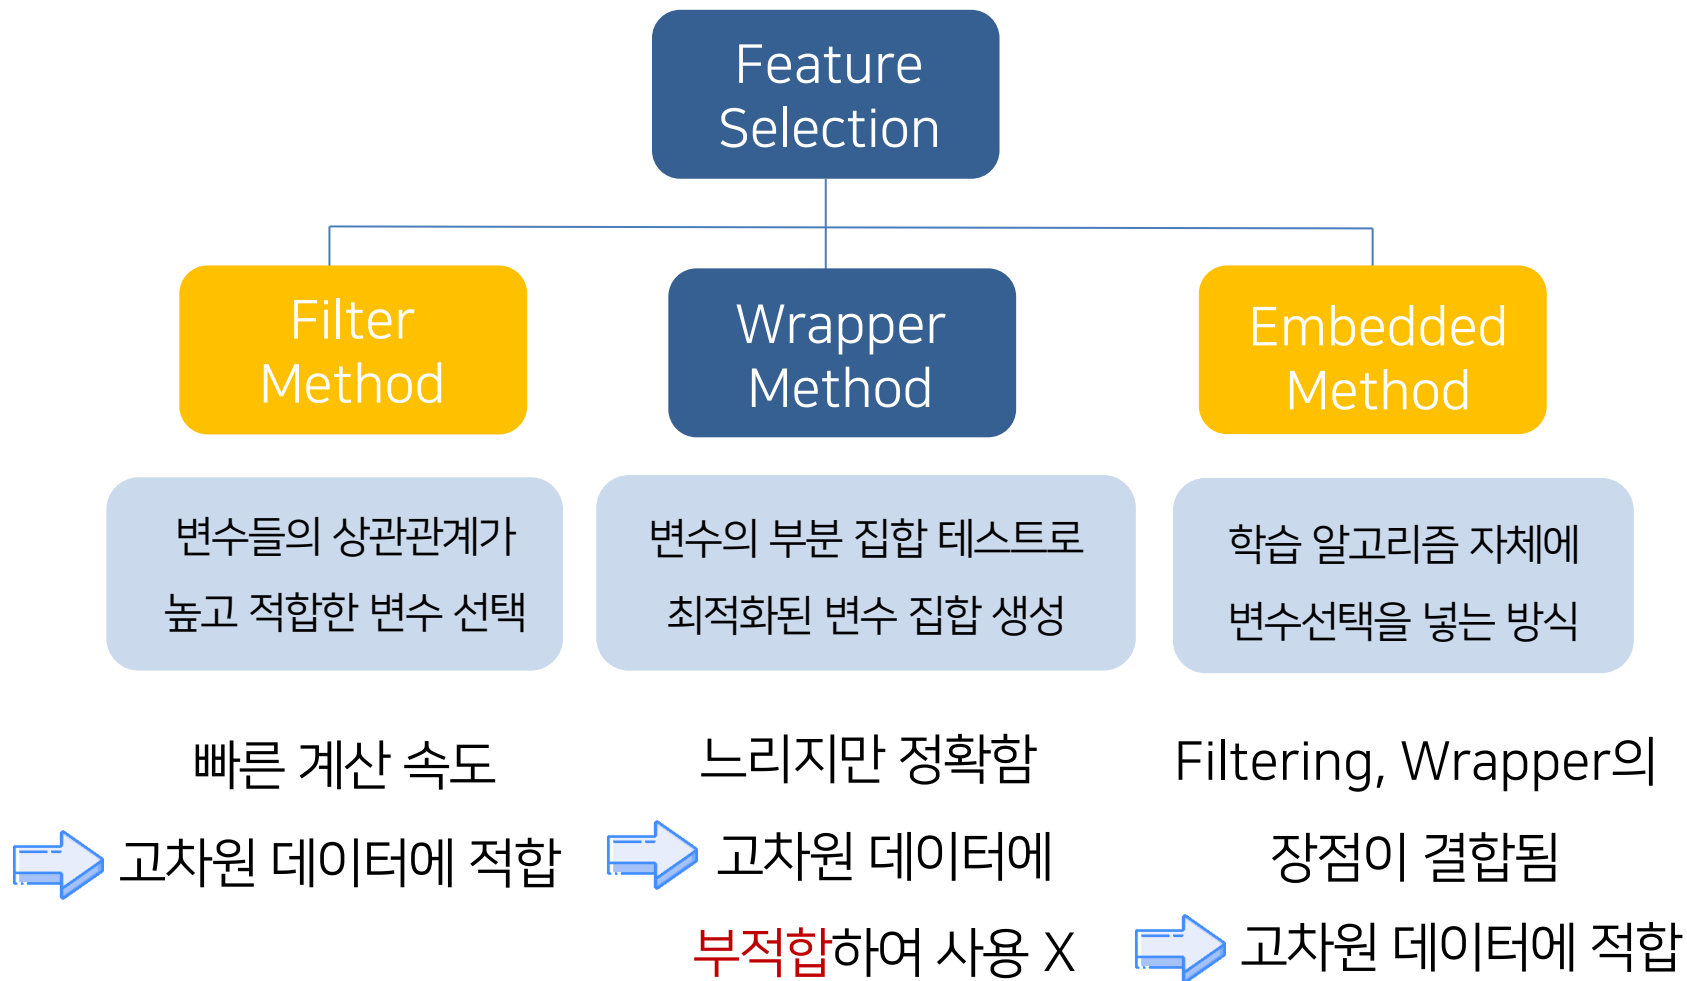 Feature
Selection
Filter
Method
Wrapper
Method
Embedded
Method
변수들의 상관관계가
높고 적합한 변수 선택
변수의 부분 집합 테스트로
최적화된 변수 집합 생성
학습 알고리즘 자체에
변수선택을 넣는 방식
빠른 계산 속도
고차원 데이터에 적합
느리지만 정확함
고차원 데이터에
부적합하여 사용 X
Filtering, Wrapper의
장점이 결합됨
고차원 데이터에 적합